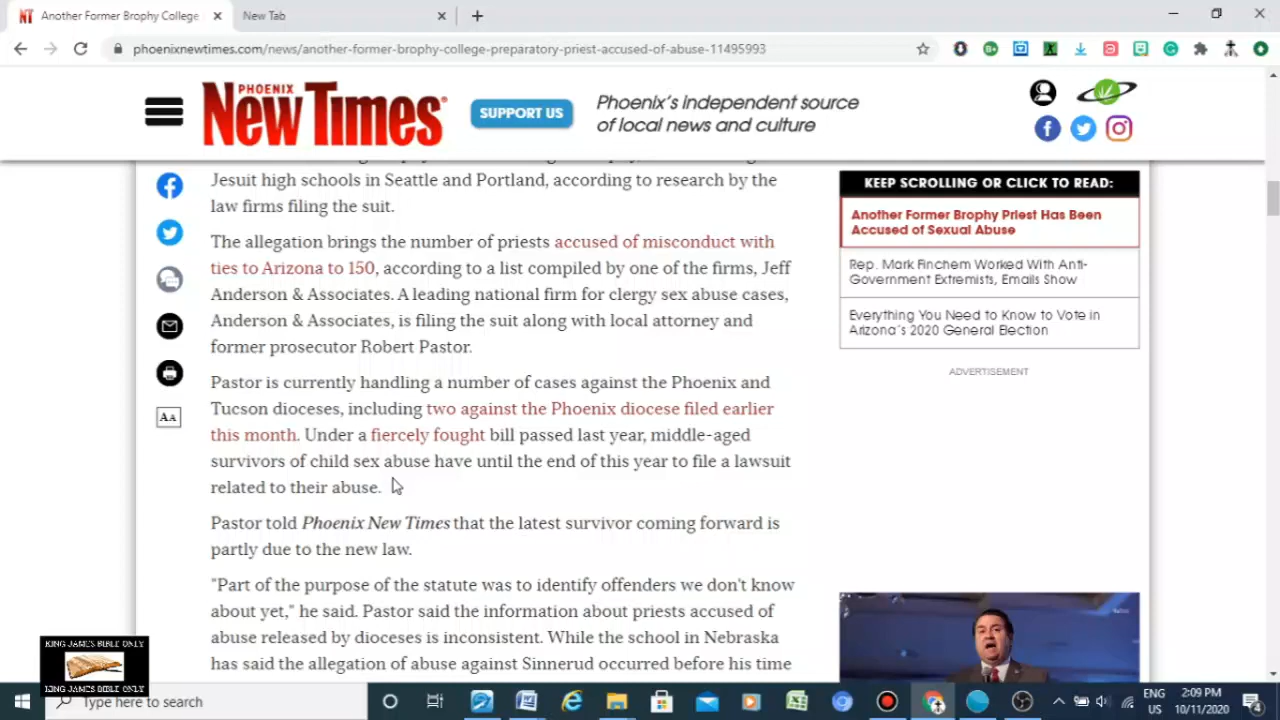 Another Former Brophy College
New Tab
phoenixnewtimes.com/news/another-former-brophy-college-preparatory-priest-accused-of-abuse-11495993
PHOENIX
New Times
SUPPORT US
Phoenix's independent source
of local news and culture
Jesuit high schools in Seattle and Portland, according to research by the
law firms filing the suit.
The allegation brings the number of priests accused of misconduct with
ties to Arizona to 150, according to a list compiled by one of the firms, Jeff
Anderson & Associates. A leading national firm for clergy sex abuse cases,
Anderson & Associates, is filing the suit along with local attorney and
former prosecutor Robert Pastor.
Pastor is currently handling a number of cases against the Phoenix and
Tucson dioceses, including two against the Phoenix diocese filed earlier
this month. Under a fiercely fought bill passed last year, middle-aged
survivors of child sex abuse have until the end of this year to file a lawsuit
related to their abuse.
Pastor told Phoenix New Times that the latest survivor coming forward is
partly due to the new law.
"Part of the purpose of the statute was to identify offenders we don't know
about yet," he said. Pastor said the information about priests accused of
abuse released by dioceses is inconsistent. While the school in Nebraska
has said the allegation of abuse against Sinnerud occurred before his time
AA
KEEP SCROLLING OR CLICK TO READ:
Another Former Brophy Priest Has Been
Accused of Sexual Abuse
Rep. Mark Finchem Worked With Anti-
Government Extremists, Emails Show
Everything You Need to Know to Vote in
Arizona's 2020 General Election
ADVERTISEMENT
KING JAMES BIBLE ONLY
KING JAMES BIBLE ONLY
Type here to search
ENG
US
2:09 PM
10/11/2020
4